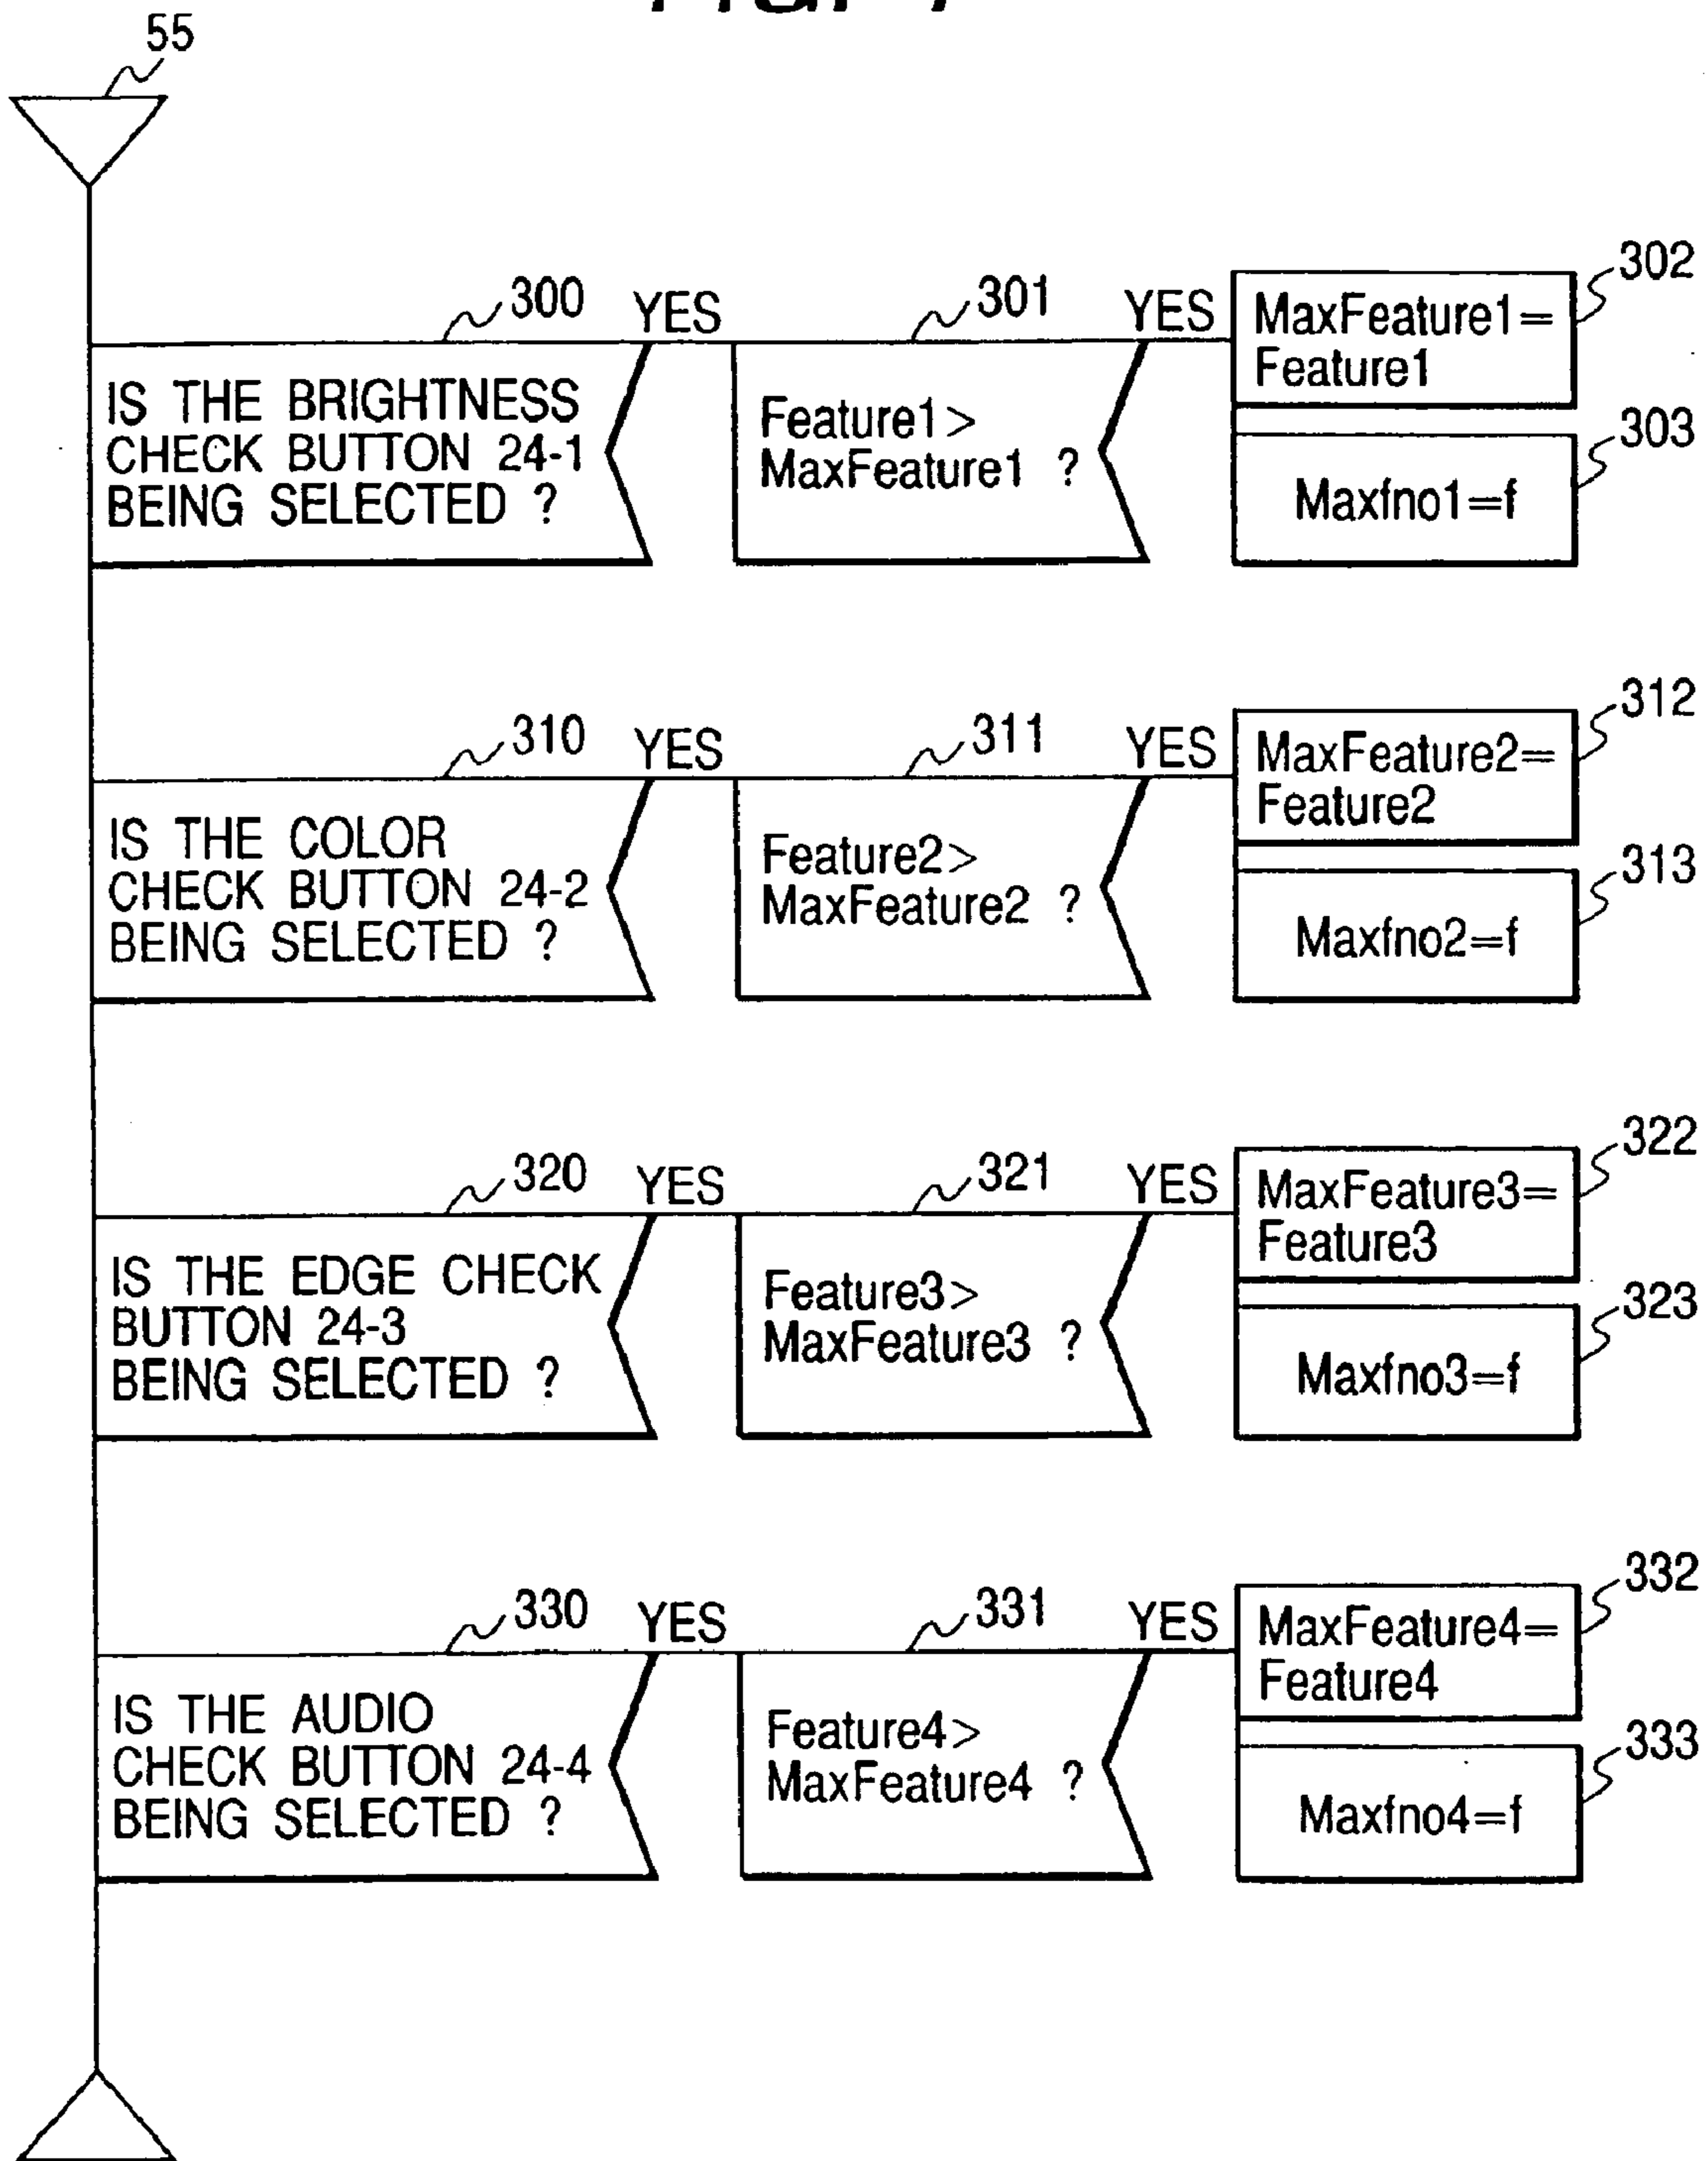 55
300
YES
301
YES
302
MaxFeature1=
Feature1
303
IS THE BRIGHTNESS
CHECK BUTTON 24-1
BEING SELECTED ?
Feature1>
MaxFeature1 ?
Maxfno1=f
310
YES
311
YES
312
MaxFeature2=
Feature2
313
IS THE COLOR
CHECK BUTTON 24-2
BEING SELECTED ?
Feature2>
MaxFeature2 ?
Maxfno2=f
320
YES
321
YES
322
MaxFeature3=
Feature3
323
IS THE EDGE CHECK
BUTTON 24-3
BEING SELECTED ?
Feature3>
MaxFeature3 ?
Maxfno3=f
330
YES
331
YES
332
MaxFeature4=
Feature4
333
IS THE AUDIO
CHECK BUTTON 24-4
BEING SELECTED ?
Feature4>
MaxFeature4 ?
Maxfno4=f